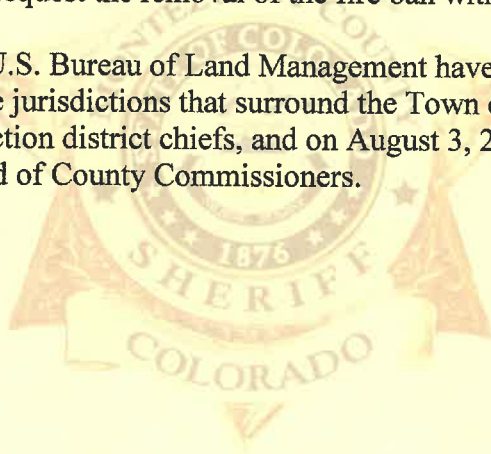 request the removal of the fire ban with
U.S. Bureau of Land Management have
jurisdictions that surround the Town
ction district chiefs, and on August 3, 2
d of County Commissioners.
OF COLO
1876
SHERIFF
COLORADO